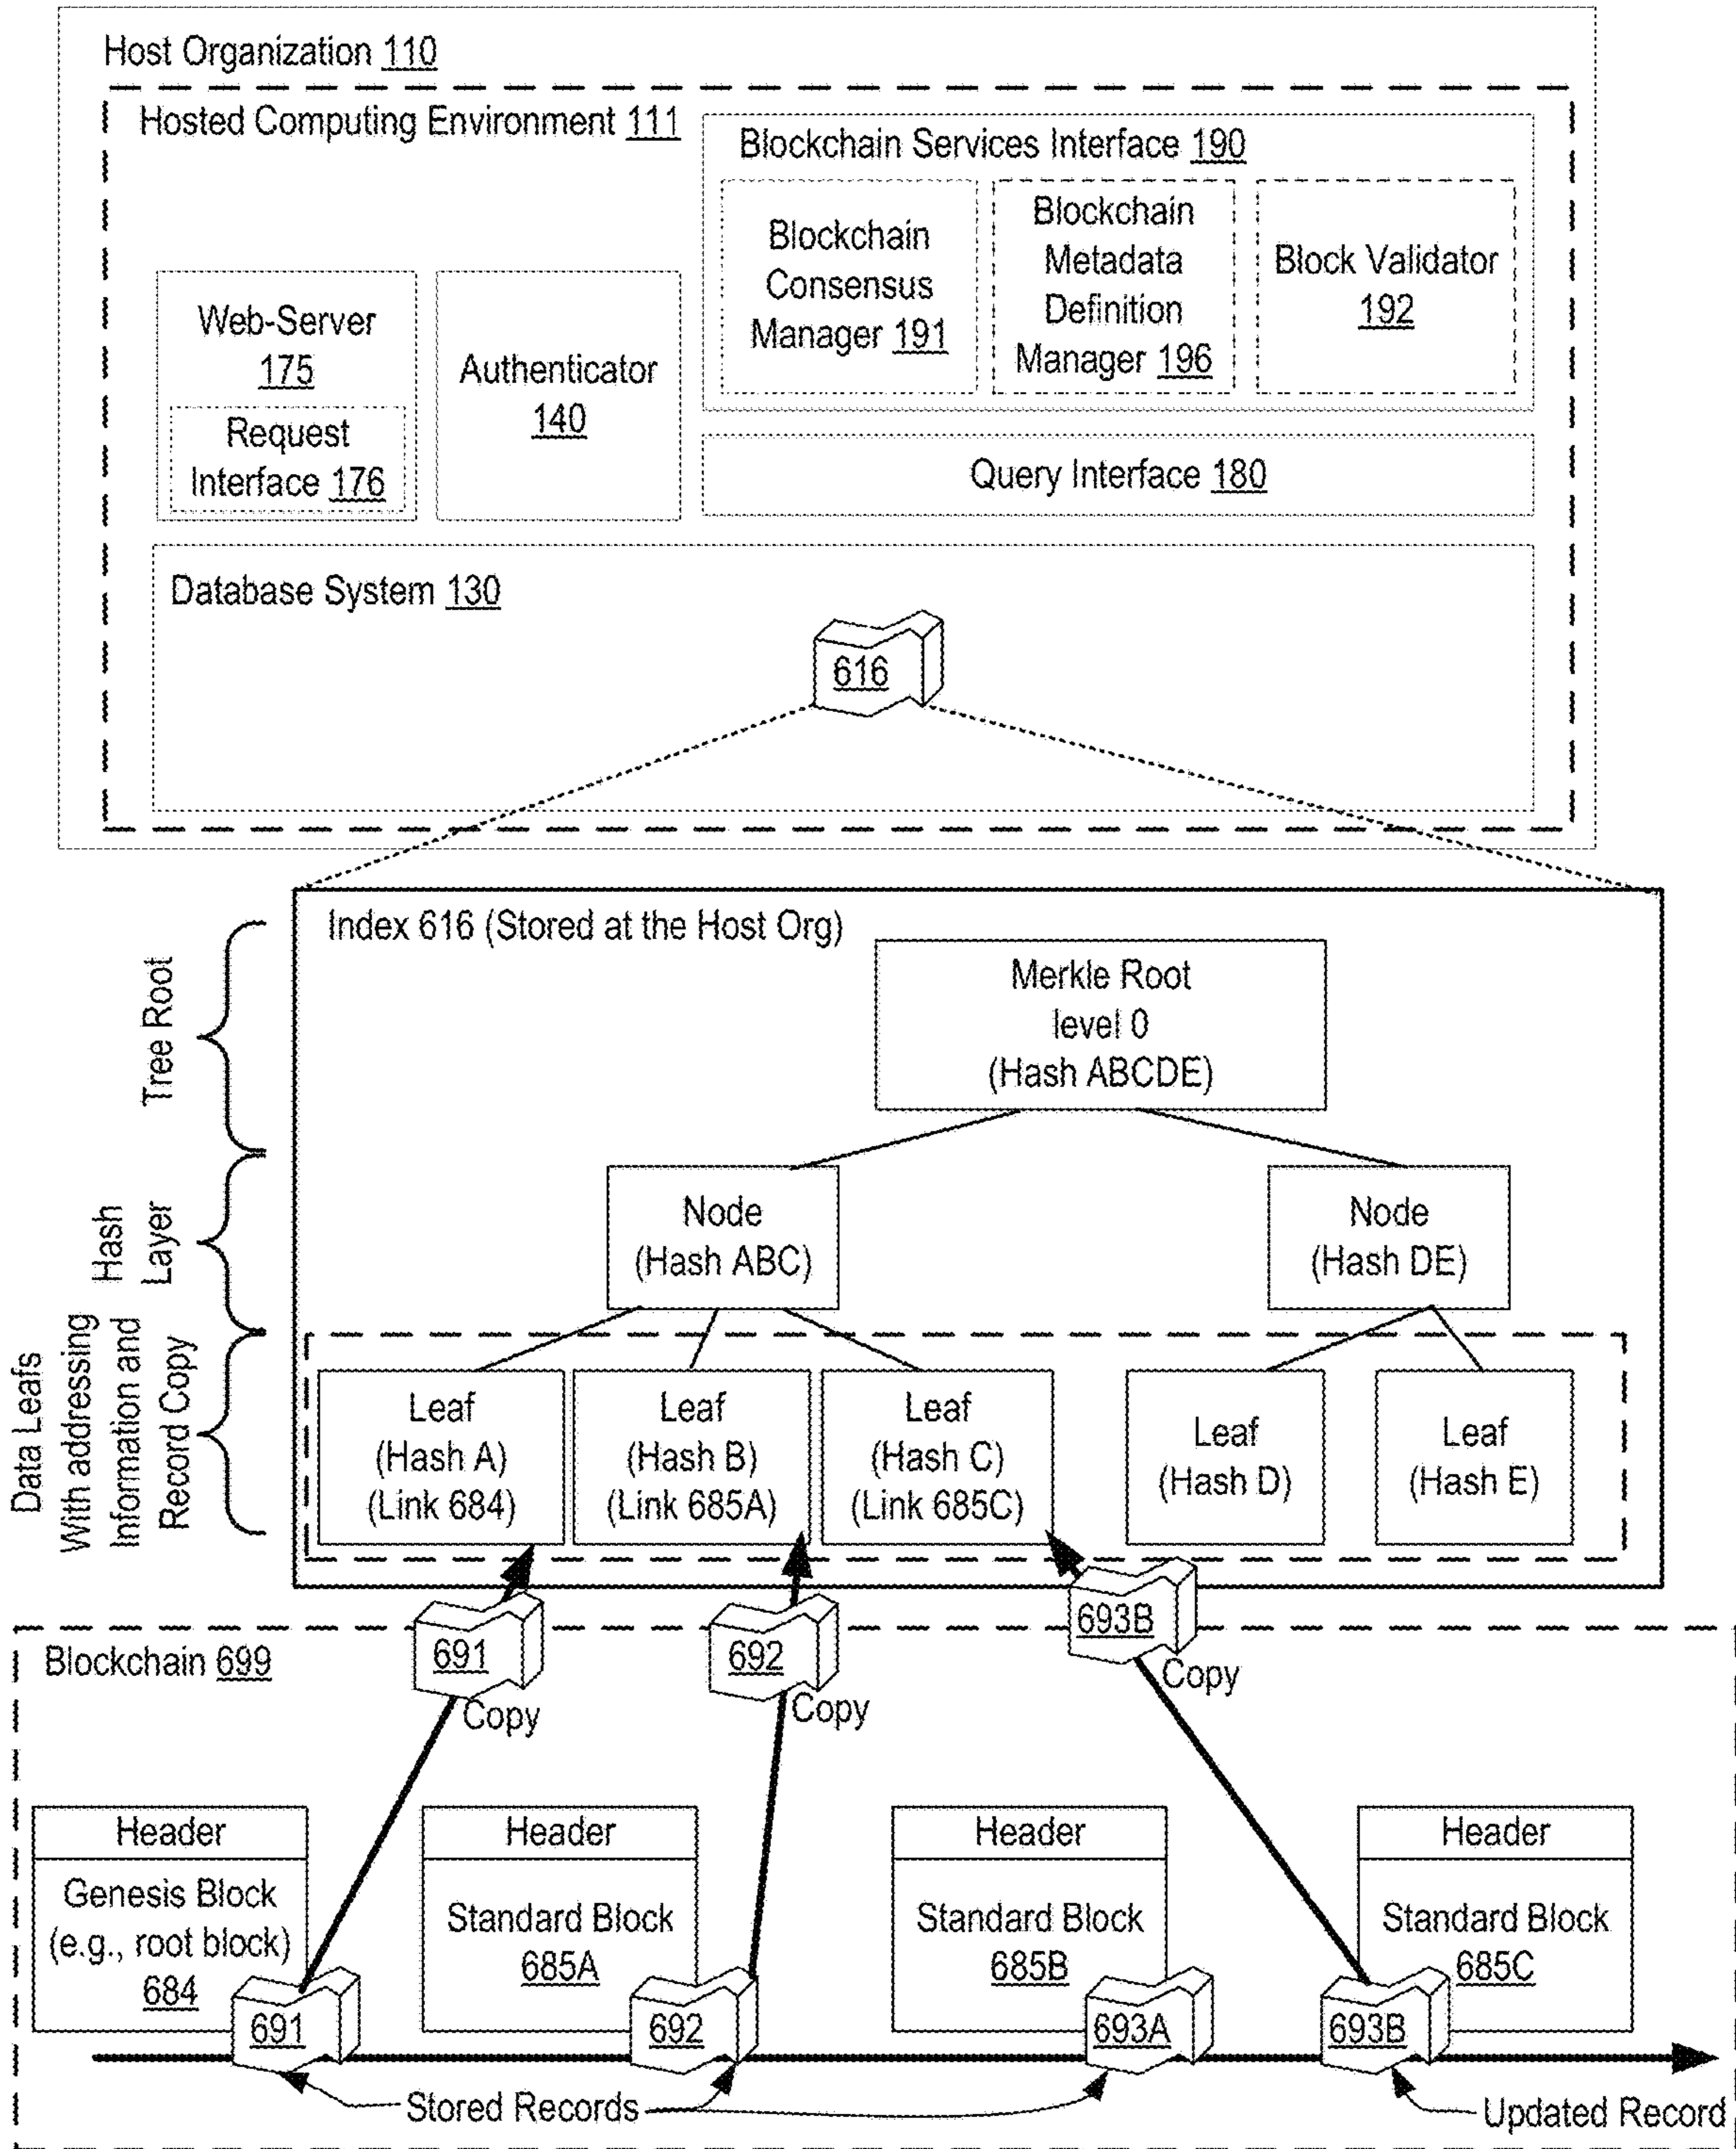 Host Organization 110
Hosted Computing Environment 111
Blockchain Services Interface 190
Blockchain
Consensus
Manager 191
Blockchain
Metadata
Definition
Manager 196
Block Validator
192
Web-Server
175
Request
Interface 176
Authenticator
140
Query Interface 180
Database System 130
616
Index 616 (Stored at the Host Org)
Tree Root
Merkle Root
level 0
(Hash ABCDE)
Hash
Layer
Node
(Hash ABC)
Node
(Hash DE)
Data Leafs
With addressing
Information and
Record Copy
Leaf
(Hash A)
(Link 684)
Leaf
(Hash B)
(Link 685A)
Leaf
(Hash C)
(Link 685C)
Leaf
(Hash D)
Leaf
(Hash E)
Blockchain 699
691
Copy
692
Copy
693B
Copy
Header
Genesis Block
(e.g., root block)
684
691
Header
Standard Block
685A
692
Header
Standard Block
685B
693A
Header
Standard Block
685C
693B
Stored Records
Updated Record